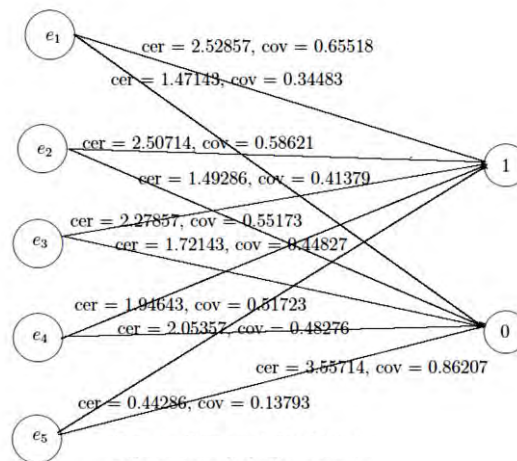 e1
cer = 2.52857, cov = 0.65518
cer = 1.47143, cov = 0.34483
e2
cer = 2.50714, cov = 0.58621
1
cer = 1.49286, cov = 0.41379
cer = 2.27857, cov = 0.55173
e3
cer = 1.72143, cov = 0.44827
cer = 1.94643, cov = 0.51723
e4
cer = 2.05357, cov = 0.48276
0
cer = 3.55714, cov = 0.86207
cer = 0.44286, cov = 0.13793
e5